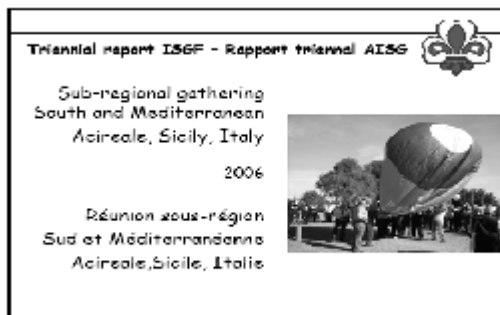 Triennial report ISGF - Rapport triennal AISG
Sub-regional gathering
South and Mediterranean
Acireale, Sicily, Italy
2006
Réunion sous-région
Sud et Méditerranéenne
Acireale,Sicile, Italie